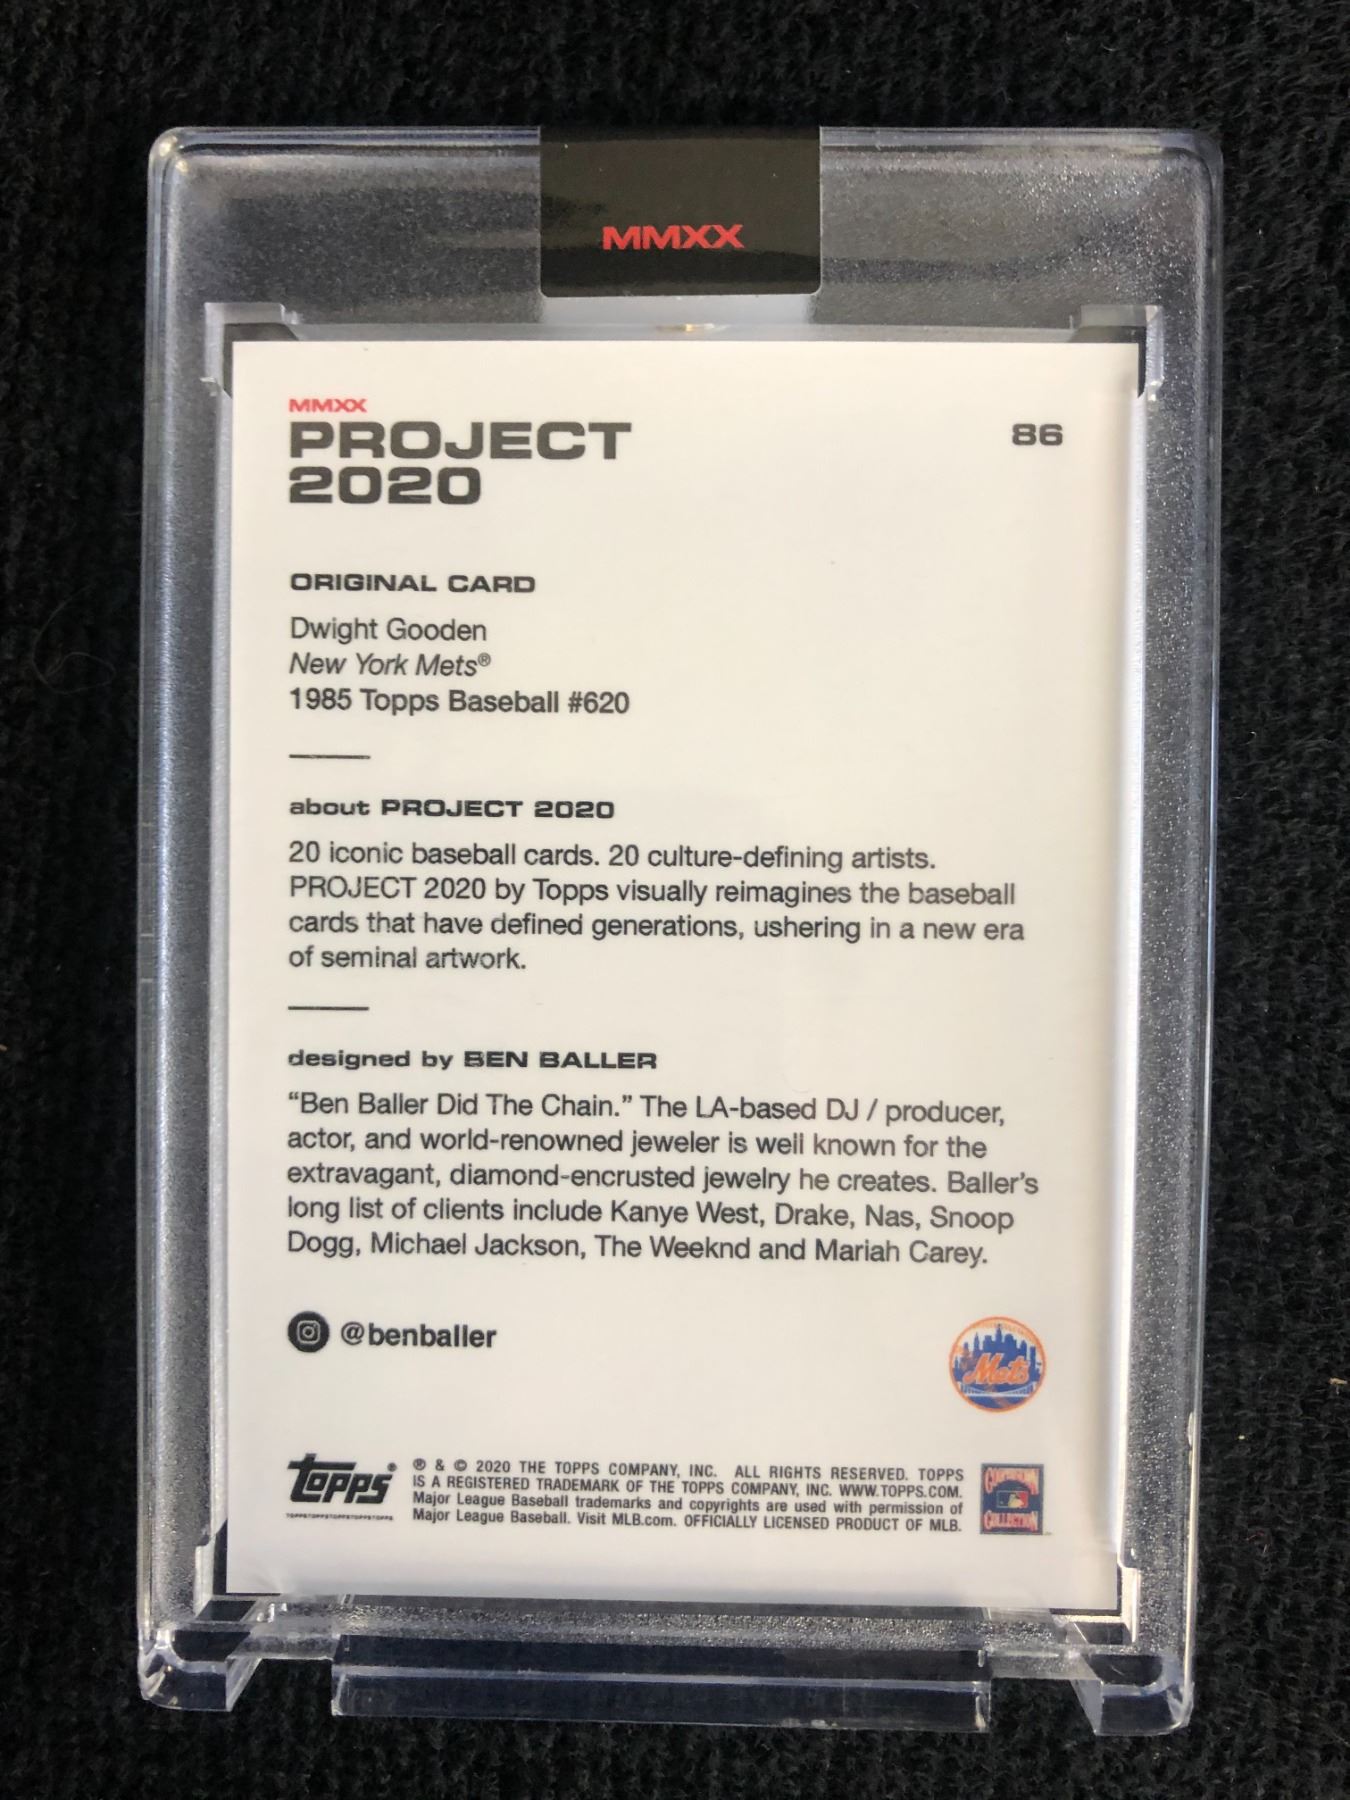 MMXX
MMXX
PROJECT 86
2020
ORIGINAL CARD
Dwight Gooden
New York Mets®
1985 Topps Baseball #620
about PROJECT 2020
20 iconic baseball cards. 20 culture-defining artists.
PROJECT 2020 by Topps visually reimagines the baseball
cards that have defined generations, ushering in a new era
of seminal artwork.
designed by BEN BALLER
“Ben Baller Did The Chain.” The LA-based DJ / producer,
actor, and world-renowned jeweler is well known for the
extravagant, diamond-encrusted jewelry he creates. Baller’s
long list of clients include Kanye West, Drake, Nas, Snoop
Dogg, Michael Jackson, The Weeknd and Mariah Carey.
@benballer
Mets
Topps®
TOPPSTOPPSTOPPSTOPPSTOPPS
® & © 2020 THE TOPPS COMPANY, INC. ALL RIGHTS RESERVED. TOPPS
IS A REGISTERED TRADEMARK OF THE TOPPS COMPANY, INC. WWW.TOPPS.COM.
Major League Baseball trademarks and copyrights are used with permission of
Major League Baseball. Visit MLB.com. OFFICIALLY LICENSED PRODUCT OF MLB.
COOPERSTOWN
COLLECTION